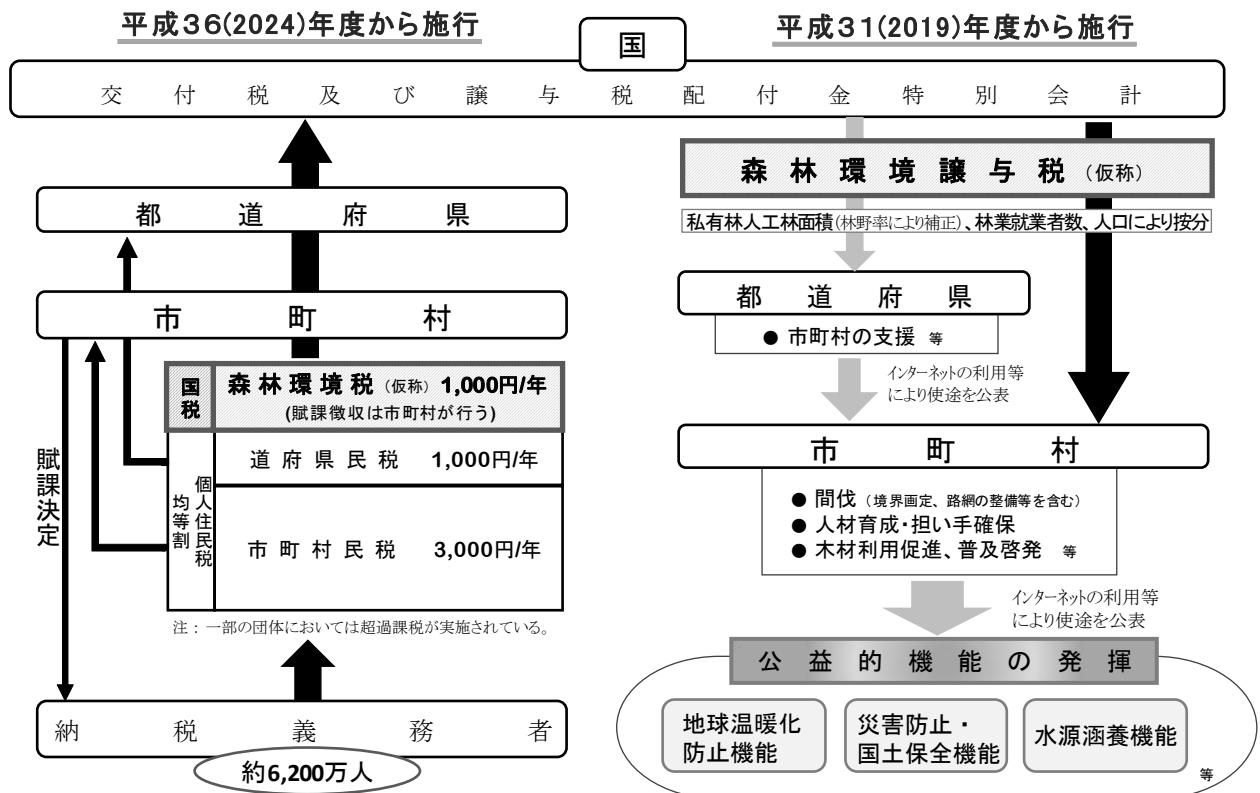 平成36(2024)年度から施行
平成31(2019)年度から施行
国
交付税及び譲与税配付金特別会計
都道府県
市町村
国税
森林環境税(仮称) 1,000円/年
(賦課徴収は市町村が行う)
個人住民税
均等割
道府県民税 1,000円/年
市町村民税 3,000円/年
注：一部の団体においては超過課税が実施されている。
賦課決定
納税義務者
約6,200万人
森林環境譲与税(仮称)
私有林人工林面積(林野率により補正)、林業就業者数、人口により按分
都道府県
● 市町村の支援 等
インターネットの利用等
により使途を公表
市町村
● 間伐（境界画定、路網の整備等を含む）
● 人材育成・担い手確保
● 木材利用促進、普及啓発 等
インターネットの利用等
により使途を公表
公益的機能の発揮
地球温暖化
防止機能
災害防止・
国土保全機能
水源涵養機能
等